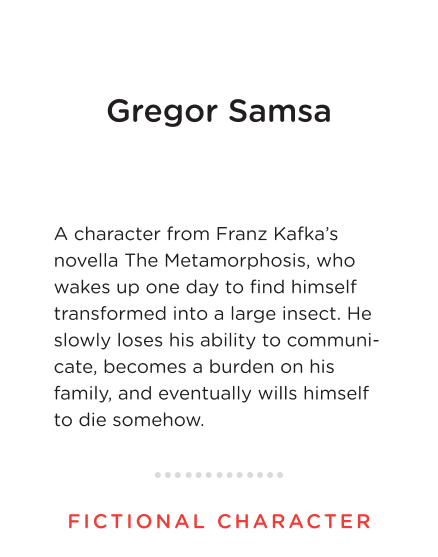 Gregor Samsa
A character from Franz Kafka’s
novella The Metamorphosis, who
wakes up one day to find himself
transformed into a large insect. He
slowly loses his ability to communi-
cate, becomes a burden on his
family, and eventually wills himself
to die somehow.
FICTIONAL CHARACTER